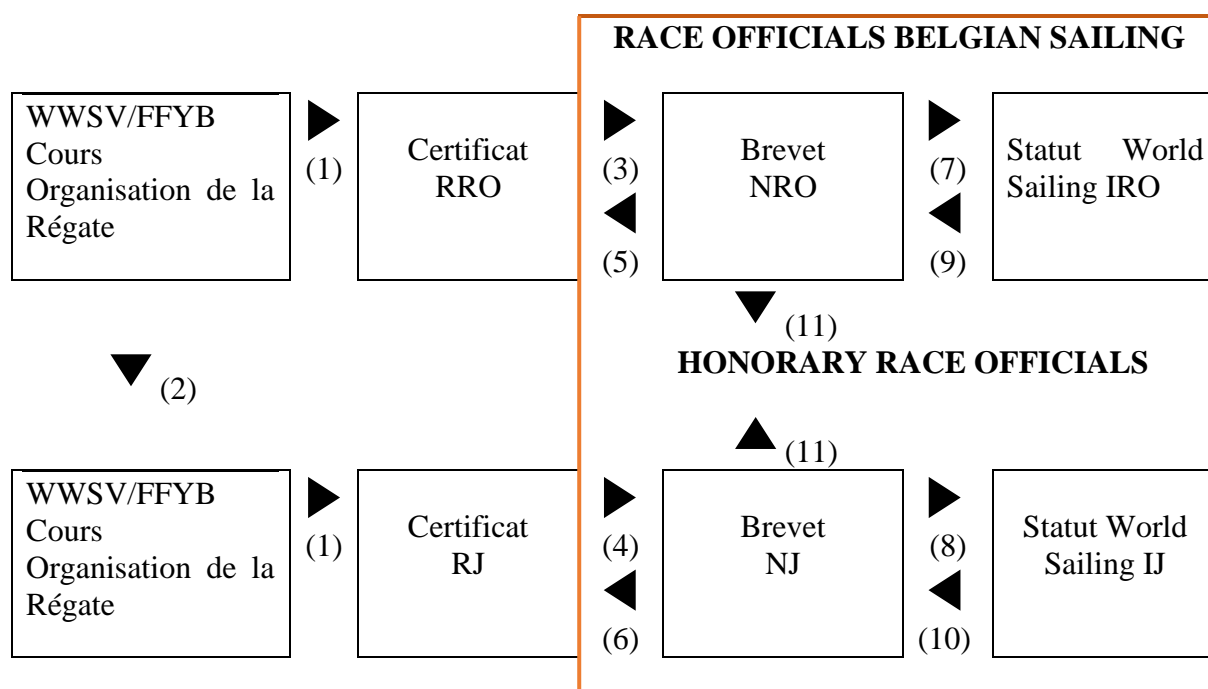 RACE OFFICIALS BELGIAN SAILING
WWSV/FFYB
Cours
Organisation de la
Régate
(1)
Certificat
RRO
(3)
(5)
Brevet
NRO
(7)
(9)
Statut World
Sailing IRO
(11)
HONORARY RACE OFFICIALS
(2)
(11)
WWSV/FFYB
Cours
Organisation de la
Régate
(1)
Certificat
RJ
(4)
(6)
Brevet
NJ
(8)
(10)
Statut World
Sailing IJ